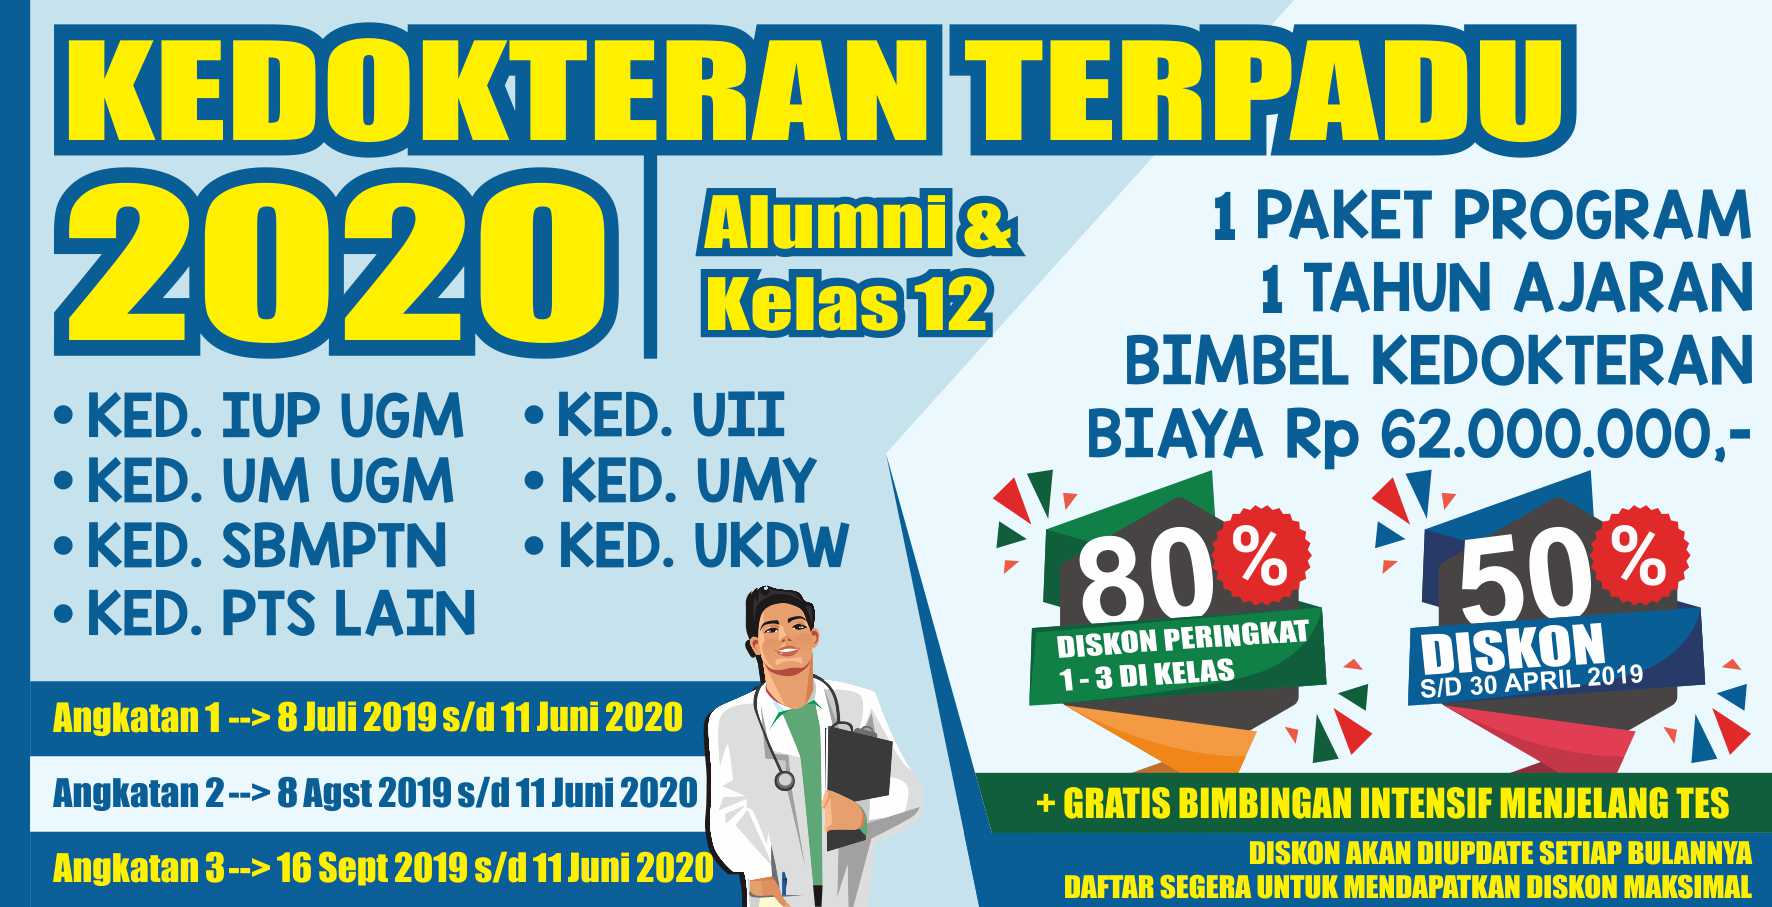 KEDOKTERAN TERPADU
2020
Alumni &
Kelas 12
• KED. IUP UGM
• KED. UM UGM
• KED. SBMPTN
• KED. PTS LAIN
• KED. UII
• KED. UMY
• KED. UKDW
Angkatan 1 --> 8 Juli 2019 s/d 11 Juni 2020
Angkatan 2 --> 8 Agst 2019 s/d 11 Juni 2020
Angkatan 3 --> 16 Sept 2019 s/d 11 Juni 2020
1 PAKET PROGRAM
1 TAHUN AJARAN
BIMBEL KEDOKTERAN
BIAYA Rp 62.000.000,-
80%
DISKON PERINGKAT
1 - 3 DI KELAS
50%
DISKON
S/D 30 APRIL 2019
+ GRATIS BIMBINGAN INTENSIF MENJELANG TES
DISKON AKAN DIUPDATE SETIAP BULANNYA
DAFTAR SEGERA UNTUK MENDAPATKAN DISKON MAKSIMAL